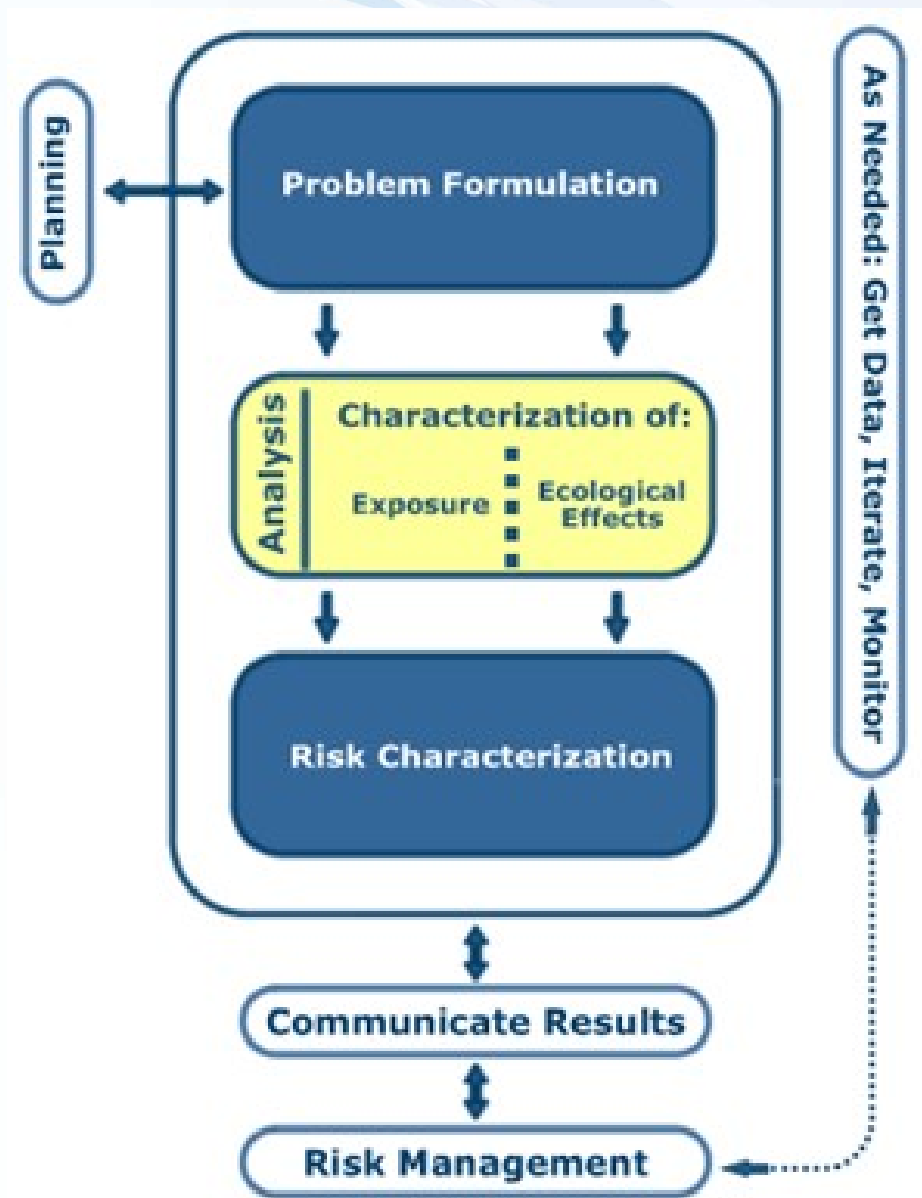 Planning
Problem Formulation
Analysis
Characterization of:
Exposure
Ecological
Effects
Risk Characterization
Communicate Results
Risk Management
As Needed: Get Data, Iterate, Monitor